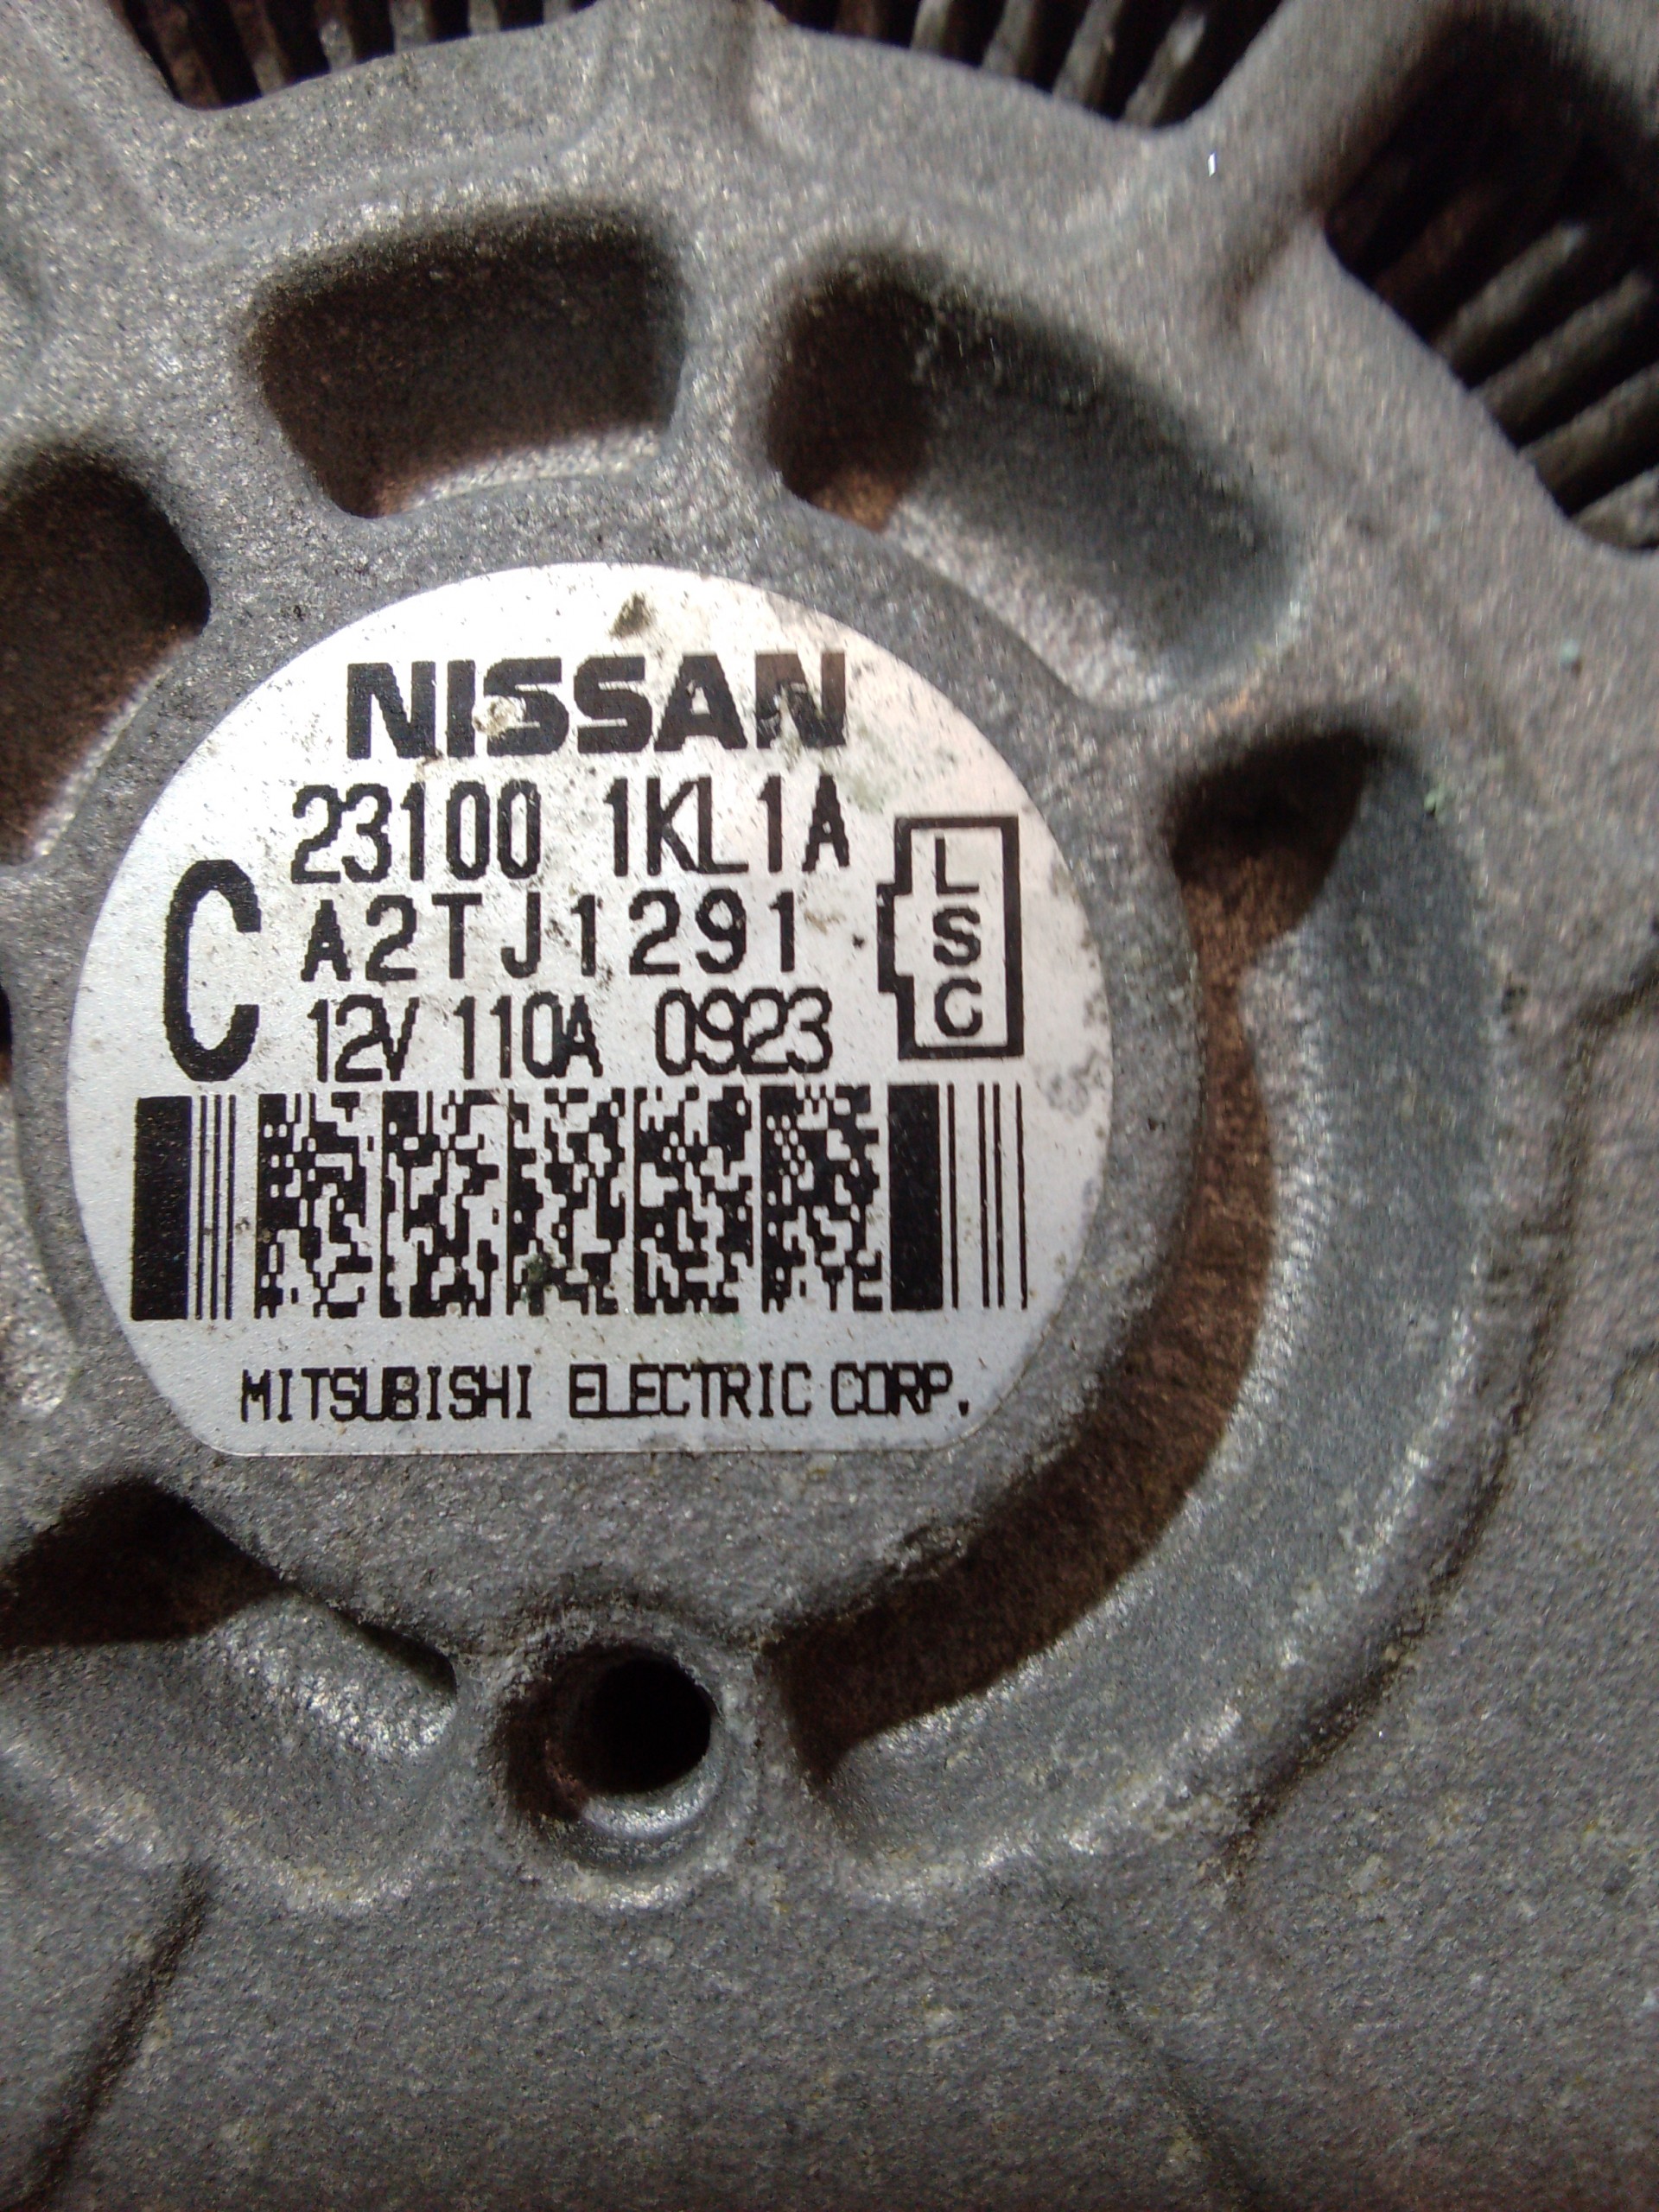 NISSAN
23100 1KL1A
C
A2TJ1291
12V 110A 0923
L
S
C
MITSUBISHI ELECTRIC CORP.